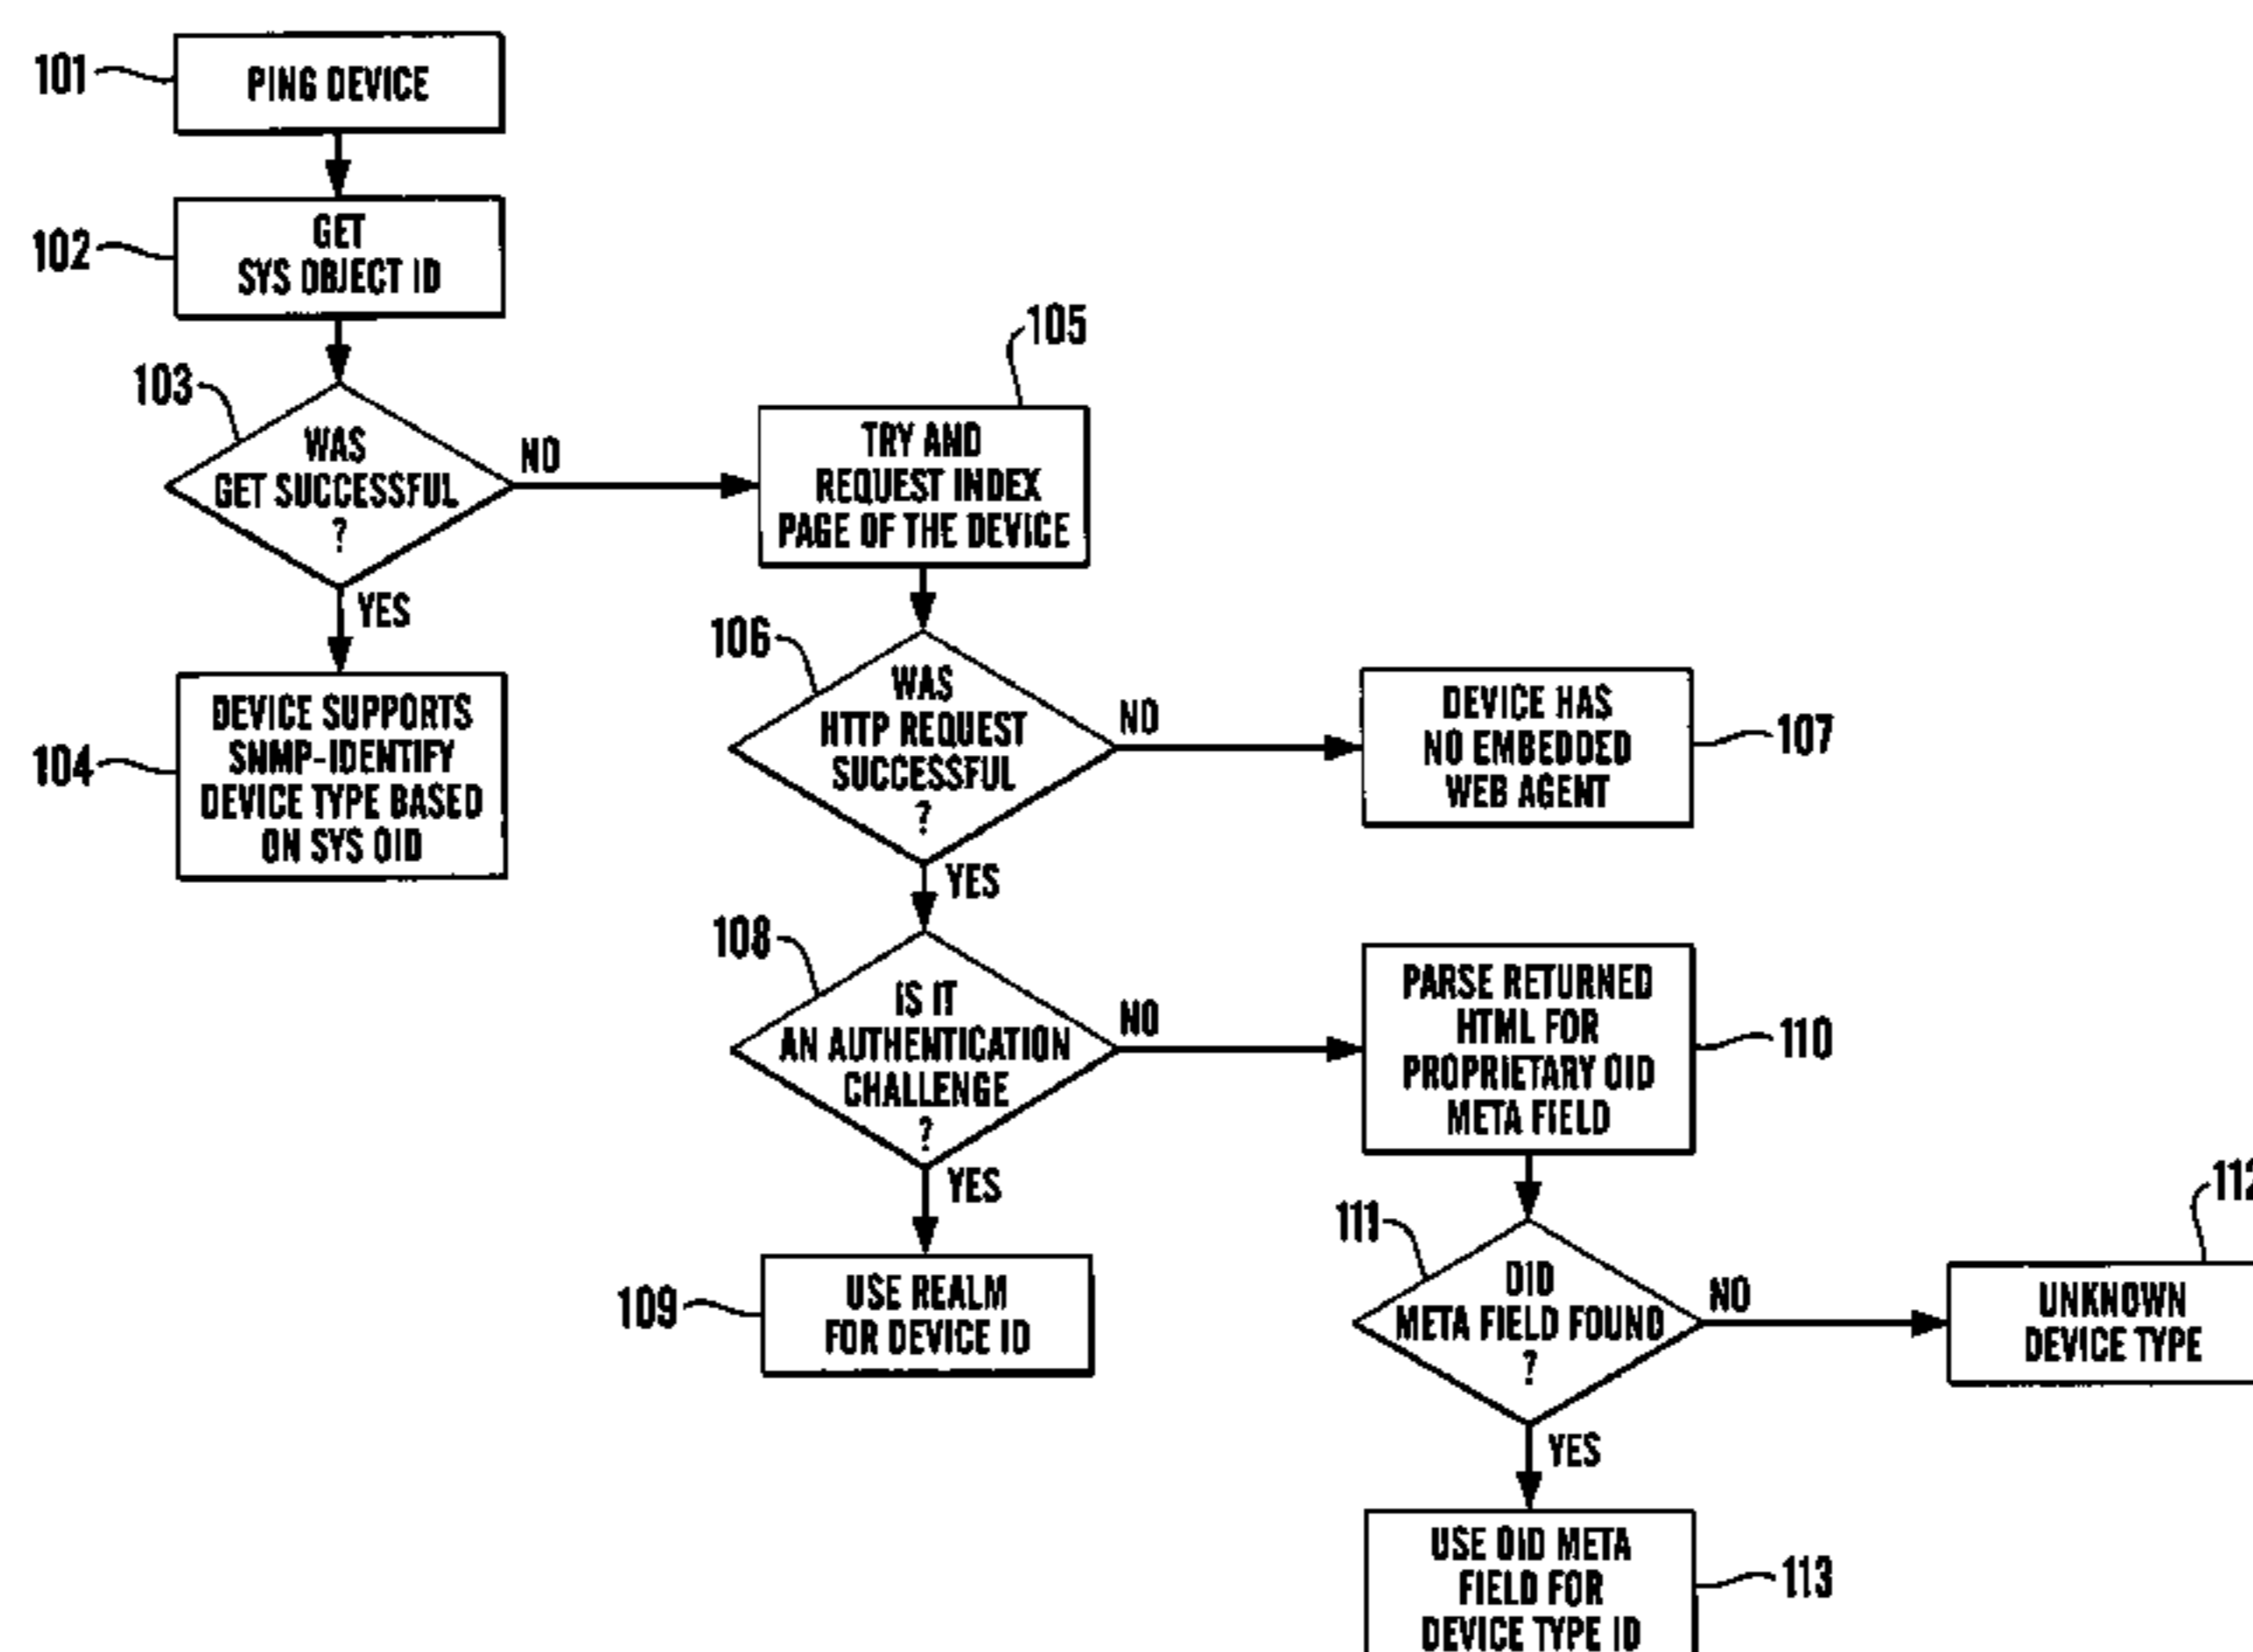 101
PING DEVICE
102
GET
SYS OBJECT ID
103
WAS
GET SUCCESSFUL
?
NO
YES
104
DEVICE SUPPORTS
SNMP-IDENTIFY
DEVICE TYPE BASED
ON SYS OID
105
TRY AND
REQUEST INDEX
PAGE OF THE DEVICE
106
WAS
HTTP REQUEST
SUCCESSFUL
?
NO
YES
DEVICE HAS
NO EMBEDDED
WEB AGENT
107
108
IS IT
AN AUTHENTICATION
CHALLENGE
?
NO
YES
109
USE REALM
FOR DEVICE ID
PARSE RETURNED
HTML FOR
PROPRIETARY OID
META FIELD
110
111
OID
META FIELD FOUND
?
NO
YES
112
UNKNOWN
DEVICE TYPE
USE OID META
FIELD FOR
DEVICE TYPE ID
113